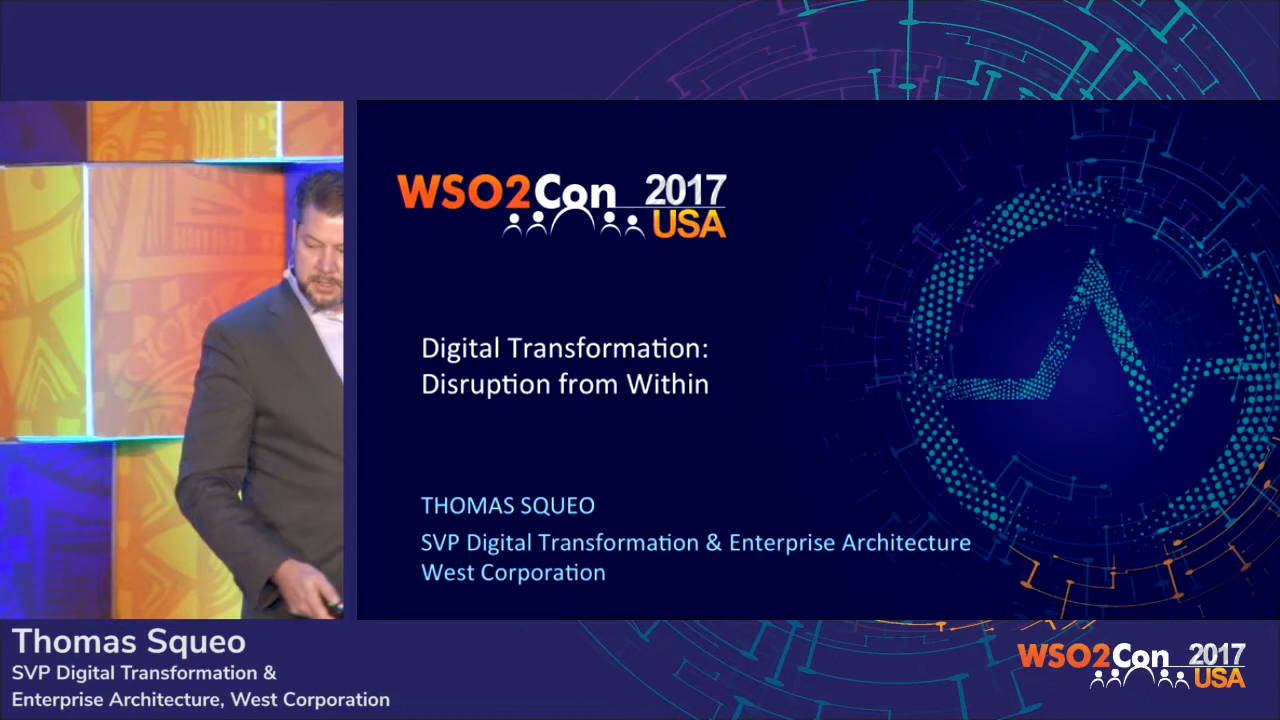 WSO2Con 2017
USA
Digital Transformation:
Disruption from Within
THOMAS SQUEO
SVP Digital Transformation & Enterprise Architecture
West Corporation
Thomas Squeo
SVP Digital Transformation &
Enterprise Architecture, West Corporation
WSO2Con 2017
USA